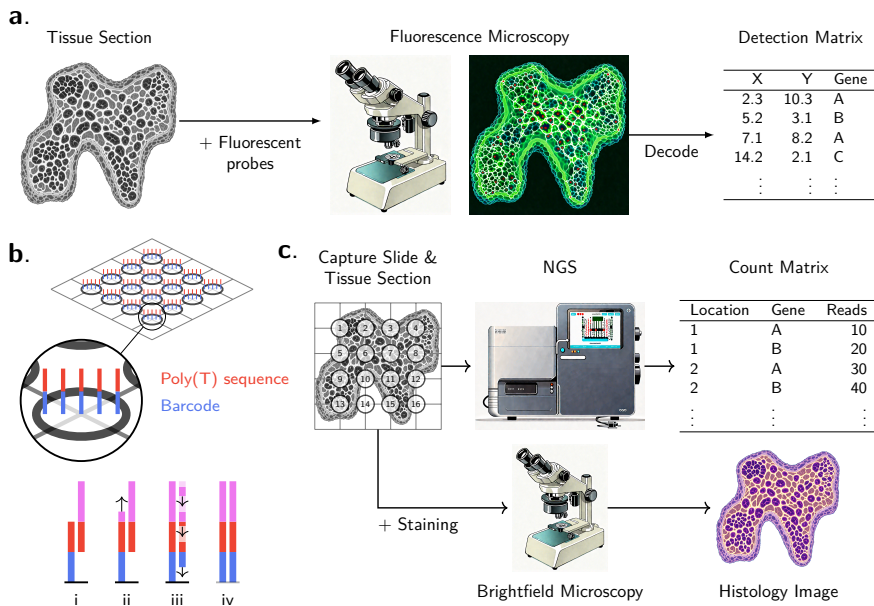 a.
Tissue Section
Fluorescence Microscopy
Detection Matrix
+ Fluorescent
probes
Decode
X Y Gene
2.3 10.3 A
5.2 3.1 B
7.1 8.2 A
14.2 2.1 C
⋮ ⋮ ⋮
b.
Poly(T) sequence
Barcode
i ii iii iv
c.
Capture Slide &
Tissue Section
NGS
Count Matrix
1 2 3 4
5 6 7 8
9 10 11 12
13 14 15 16
Location Gene Reads
1 A 10
1 B 20
2 A 30
2 B 40
⋮ ⋮ ⋮
+ Staining
Brightfield Microscopy
Histology Image